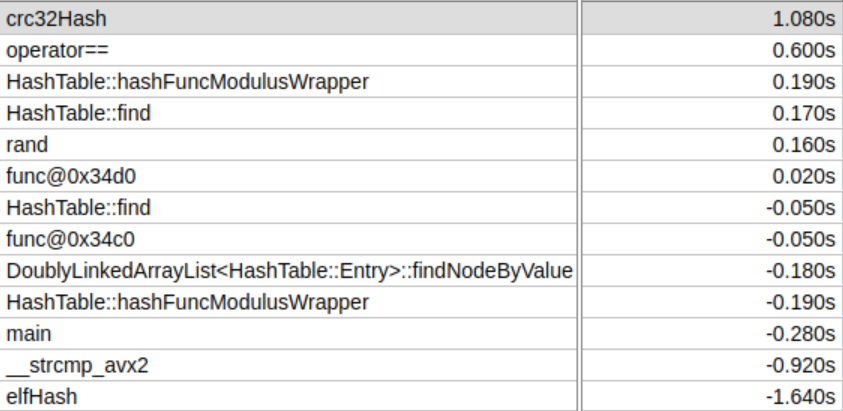 crc32Hash 1.080s
operator== 0.600s
HashTable::hashFuncModulusWrapper 0.190s
HashTable::find 0.170s
rand 0.160s
func@0x34d0 0.020s
HashTable::find -0.050s
func@0x34c0 -0.050s
DoublyLinkedArrayList<HashTable::Entry>::findNodeByValue -0.180s
HashTable::hashFuncModulusWrapper -0.190s
main -0.280s
__strcmp_avx2 -0.920s
elfHash -1.640s